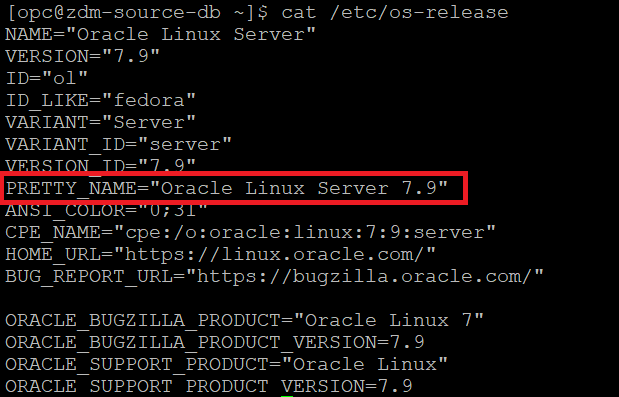 [opc@zdm-source-db ~]$ cat /etc/os-release
NAME="Oracle Linux Server"
VERSION="7.9"
ID="ol"
ID_LIKE="fedora"
VARIANT="Server"
VARIANT_ID="server"
VERSION_ID="7.9"
PRETTY_NAME="Oracle Linux Server 7.9"
ANSI_COLOR="0;31"
CPE_NAME="cpe:/o:oracle:linux:7:9:server"
HOME_URL="https://linux.oracle.com/"
BUG_REPORT_URL="https://bugzilla.oracle.com/"
ORACLE_BUGZILLA_PRODUCT="Oracle Linux 7"
ORACLE_BUGZILLA_PRODUCT_VERSION=7.9
ORACLE_SUPPORT_PRODUCT="Oracle Linux"
ORACLE_SUPPORT_PRODUCT_VERSION=7.9